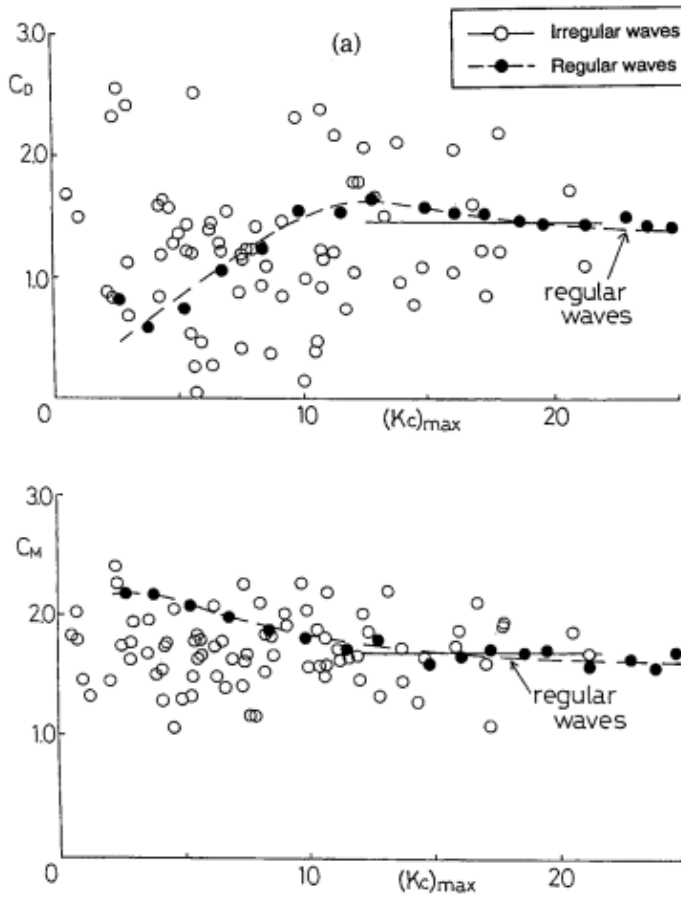 3.0
(a)
Irregular waves
Regular waves
C_D
2.0
1.0
regular
waves
0
10
(Kc)max
20
3.0
C_M
2.0
1.0
regular
waves
0
10
(Kc)max
20